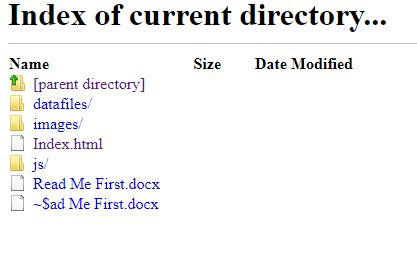 Index of current directory...
Name Size Date Modified
[parent directory]
datafiles/
images/
Index.html
js/
Read Me First.docx
~$ad Me First.docx